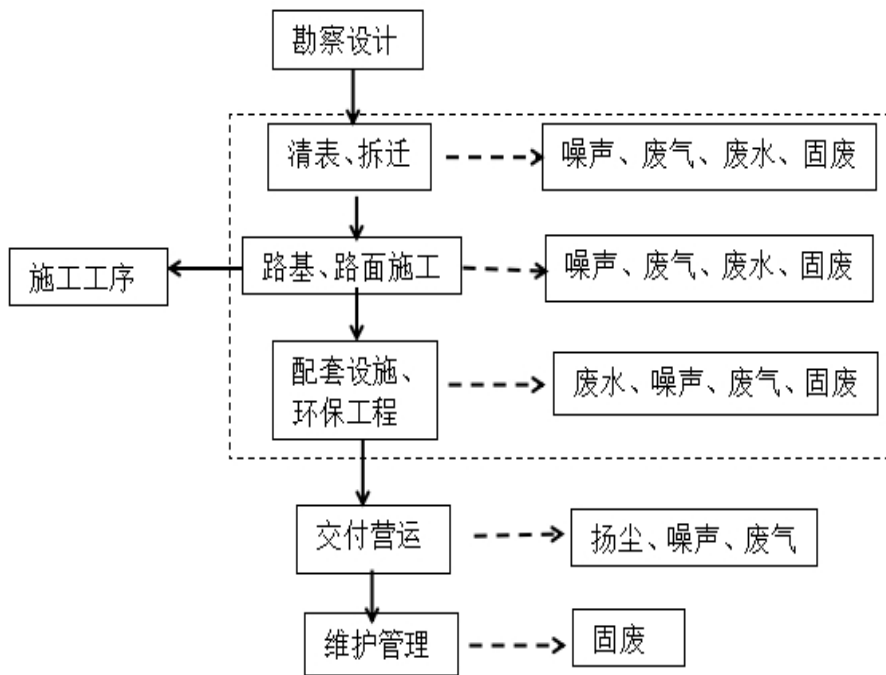 勘察设计
清表、拆迁
噪声、废气、废水、固废
施工工序
路基、路面施工
噪声、废气、废水、固废
配套设施、
环保工程
废水、噪声、废气、固废
交付营运
扬尘、噪声、废气
维护管理
固废